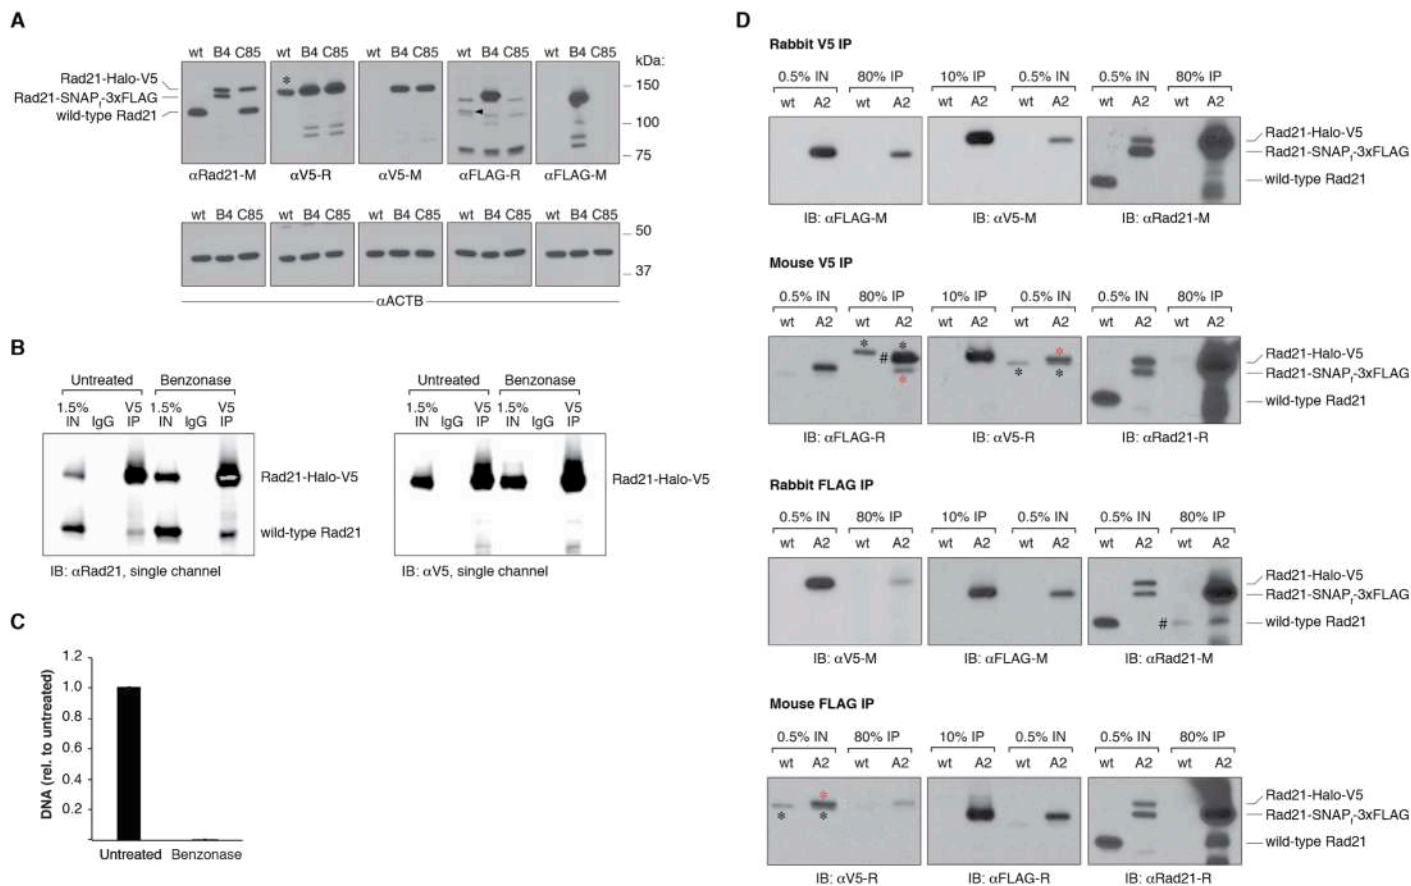 A
wt B4 C85 wt B4 C85 wt B4 C85 wt B4 C85 wt B4 C85
kDa:
Rad21-Halo-V5
Rad21-SNAPf-3xFLAG
wild-type Rad21
*
150
100
75
αRad21-M αV5-R αV5-M αFLAG-R αFLAG-M
wt B4 C85 wt B4 C85 wt B4 C85 wt B4 C85 wt B4 C85
50
37
αACTB
B
Untreated Benzonase
1.5% IN IgG V5 IP 1.5% IN IgG V5 IP
Rad21-Halo-V5
wild-type Rad21
IB: αRad21, single channel
Untreated Benzonase
1.5% IN IgG V5 IP 1.5% IN IgG V5 IP
Rad21-Halo-V5
IB: αV5, single channel
C
DNA (rel. to untreated)
1.2
1.0
0.8
0.6
0.4
0.2
Untreated Benzonase
D
Rabbit V5 IP
0.5% IN 80% IP 10% IP 0.5% IN 0.5% IN 80% IP
wt A2 wt A2 wt A2 wt A2 wt A2 wt A2
Rad21-Halo-V5
Rad21-SNAPf-3xFLAG
wild-type Rad21
IB: αFLAG-M IB: αV5-M IB: αRad21-M
Mouse V5 IP
0.5% IN 80% IP 10% IP 0.5% IN 0.5% IN 80% IP
wt A2 wt A2 wt A2 wt A2 wt A2 wt A2
* # * * * * *
Rad21-Halo-V5
Rad21-SNAPf-3xFLAG
wild-type Rad21
IB: αFLAG-R IB: αV5-R IB: αRad21-R
Rabbit FLAG IP
0.5% IN 80% IP 10% IP 0.5% IN 0.5% IN 80% IP
wt A2 wt A2 wt A2 wt A2 wt A2 wt A2
Rad21-Halo-V5
Rad21-SNAPf-3xFLAG
# wild-type Rad21
IB: αV5-M IB: αFLAG-M IB: αRad21-M
Mouse FLAG IP
0.5% IN 80% IP 10% IP 0.5% IN 0.5% IN 80% IP
wt A2 wt A2 wt A2 wt A2 wt A2 wt A2
* * *
Rad21-Halo-V5
Rad21-SNAPf-3xFLAG
wild-type Rad21
IB: αV5-R IB: αFLAG-R IB: αRad21-R